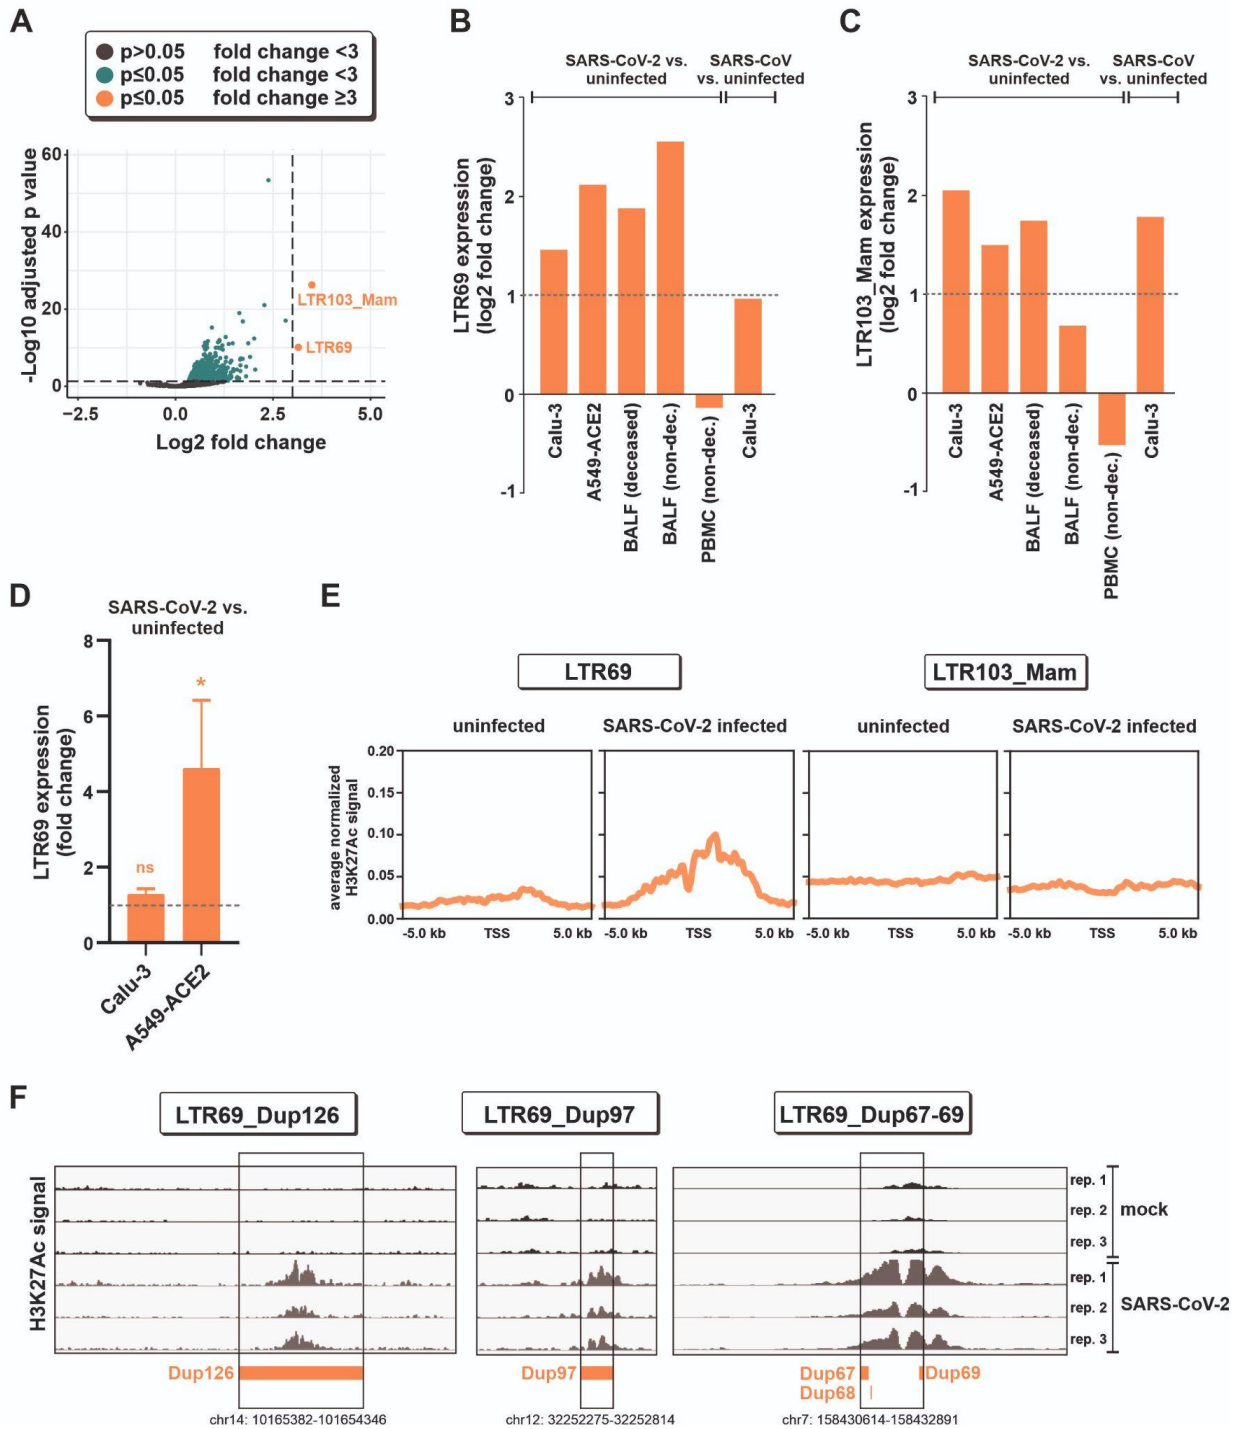 A
p>0.05 fold change <3
p≤0.05 fold change <3
p≤0.05 fold change ≥3
-Log10 adjusted p value
60
40
20
0
LTR103_Mam
LTR69
−2.5 0.0 2.5 5.0
Log2 fold change
B
SARS-CoV-2 vs.
uninfected
SARS-CoV
vs. uninfected
LTR69 expression
(log2 fold change)
3
2
1
0
-1
Calu-3
A549-ACE2
BALF (deceased)
BALF (non-dec.)
PBMC (non-dec.)
Calu-3
C
SARS-CoV-2 vs.
uninfected
SARS-CoV
vs. uninfected
LTR103_Mam expression
(log2 fold change)
3
2
1
0
-1
Calu-3
A549-ACE2
BALF (deceased)
BALF (non-dec.)
PBMC (non-dec.)
Calu-3
D
SARS-CoV-2 vs.
uninfected
LTR69 expression
(fold change)
8
6
4
2
0
ns
*
Calu-3
A549-ACE2
E
LTR69
LTR103_Mam
uninfected
SARS-CoV-2 infected
uninfected
SARS-CoV-2 infected
average normalized
H3K27Ac signal
0.20
0.15
0.10
0.05
0.00
-5.0 kb TSS 5.0 kb
-5.0 kb TSS 5.0 kb
-5.0 kb TSS 5.0 kb
-5.0 kb TSS 5.0 kb
F
LTR69_Dup126
LTR69_Dup97
LTR69_Dup67-69
H3K27Ac signal
rep. 1
rep. 2
rep. 3
mock
rep. 1
rep. 2
rep. 3
SARS-CoV-2
Dup126
Dup97
Dup67
Dup69
Dup68
chr14: 10165382-101654346
chr12: 32252275-32252814
chr7: 158430614-158432891